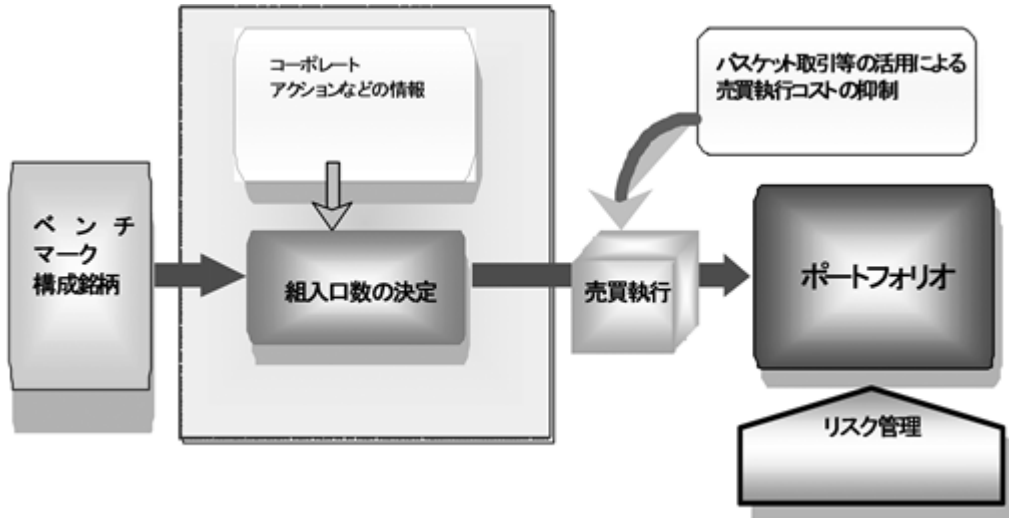 コーポレート
アクションなどの情報
バスケット取引等の活用による
売買執行コストの抑制
ベンチ
マーク
構成銘柄
組入口数の決定
売買執行
ポートフォリオ
リスク管理